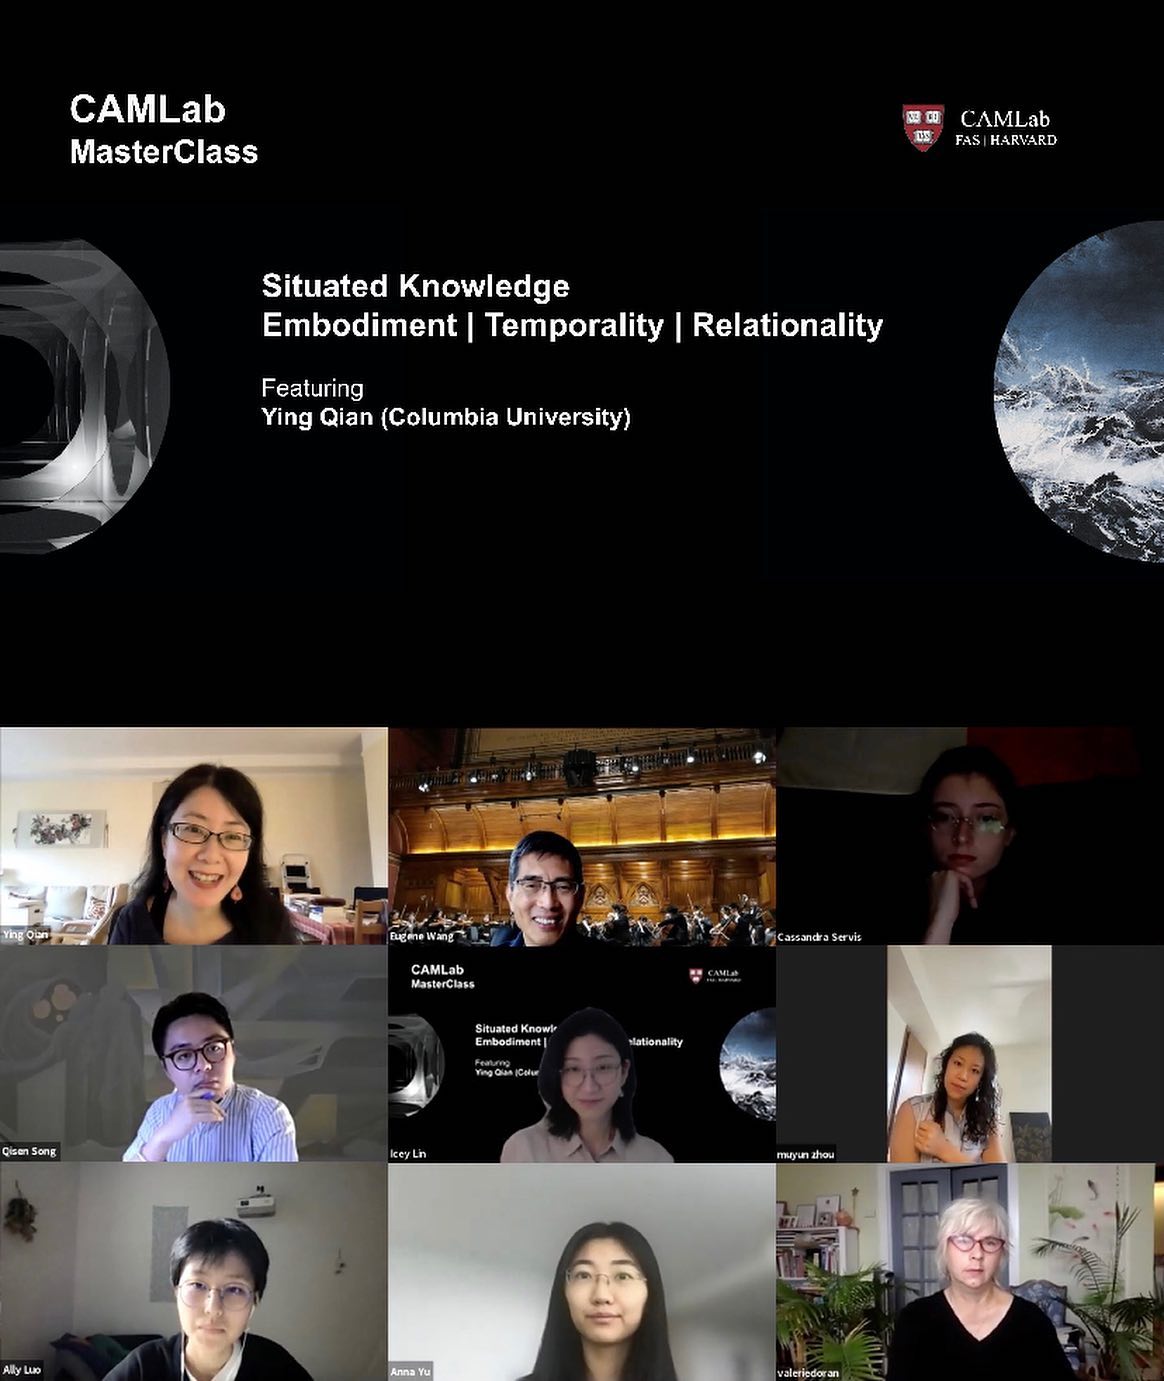 CAMLab
MasterClass
CAMLab
FAS | HARVARD
Situated Knowledge
Embodiment | Temporality | Relationality
Featuring
Ying Qian (Columbia University)
Ying Qian
Eugene Wang
Cassandra Servis
CAMLab
MasterClass
CAMLab
Situated Knowl
Embodiment | elationality
Featuring
Ying Qian (Colu
Qisen Song
Icey Lin
muyun zhou
Ally Luo
Anna Yu
valeriedoran